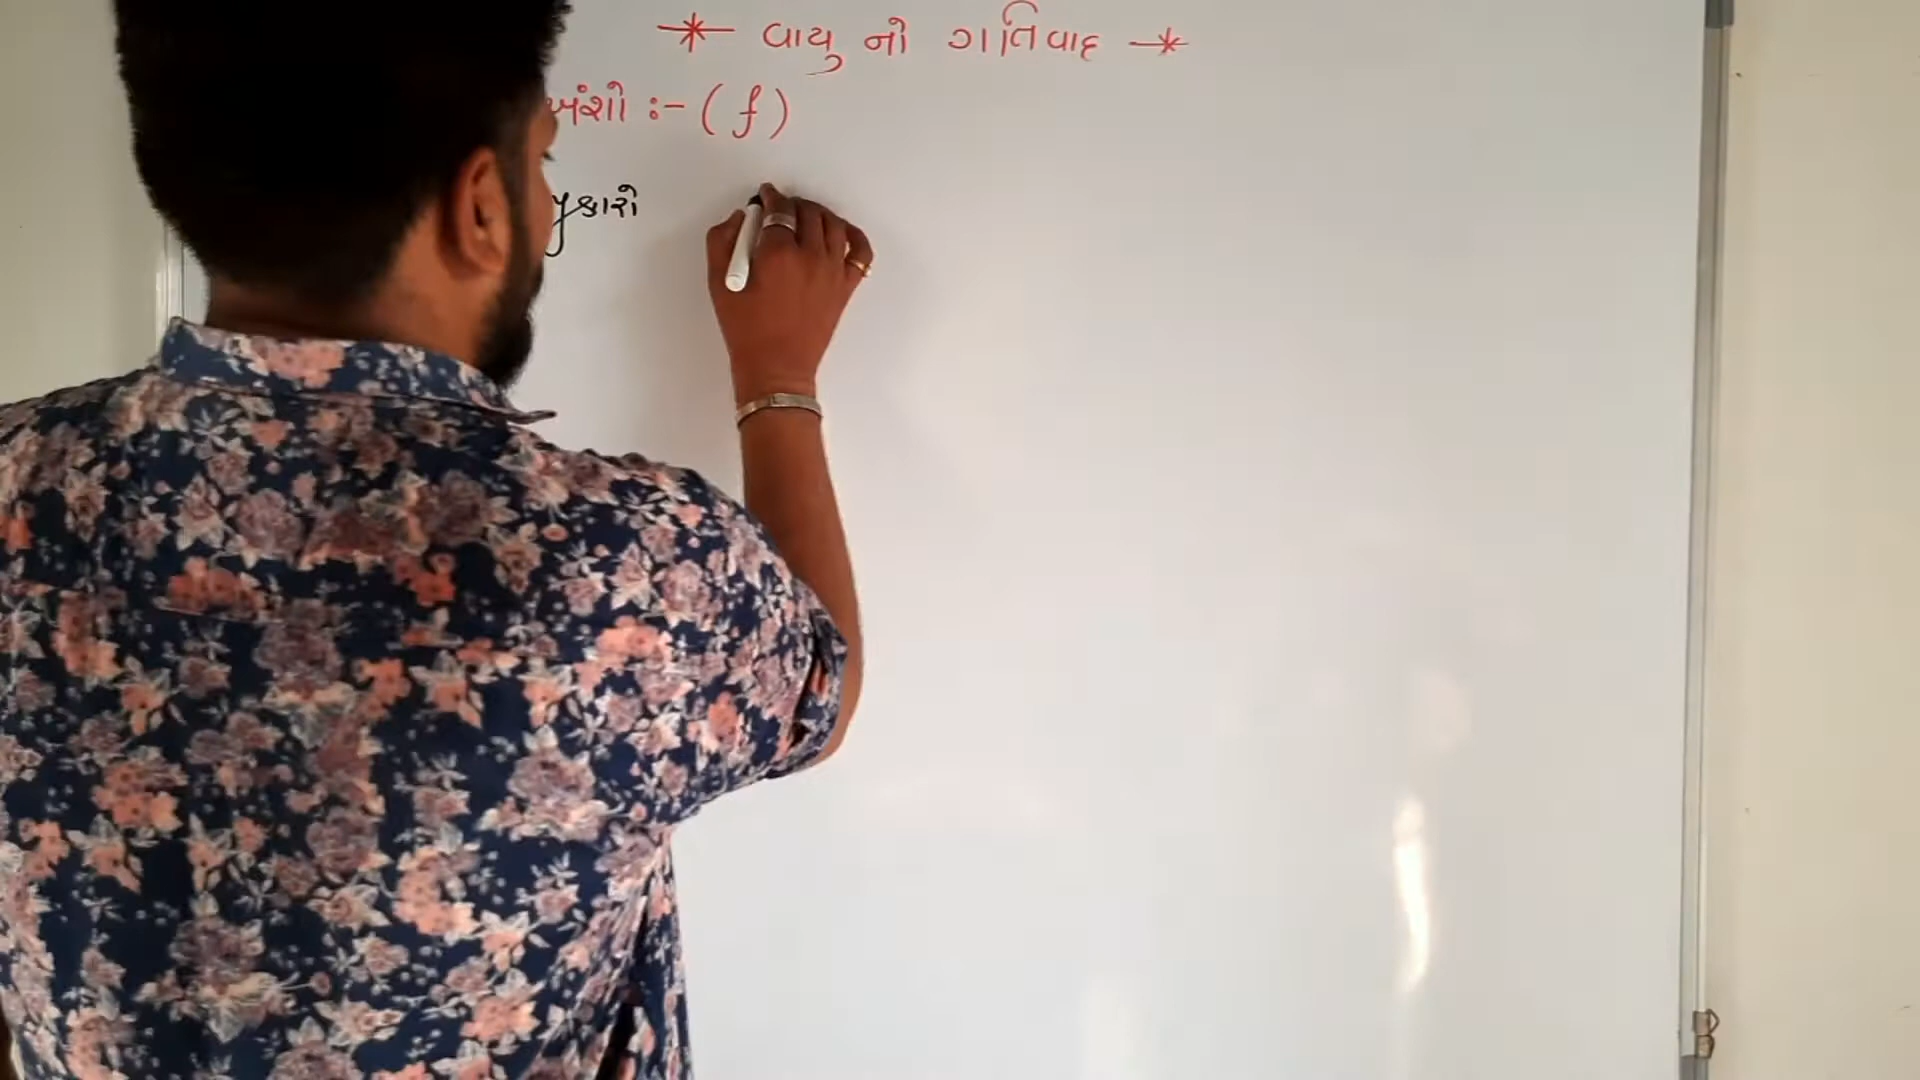 વાયુ નો ગતિવાદ
અંશો :- (f)